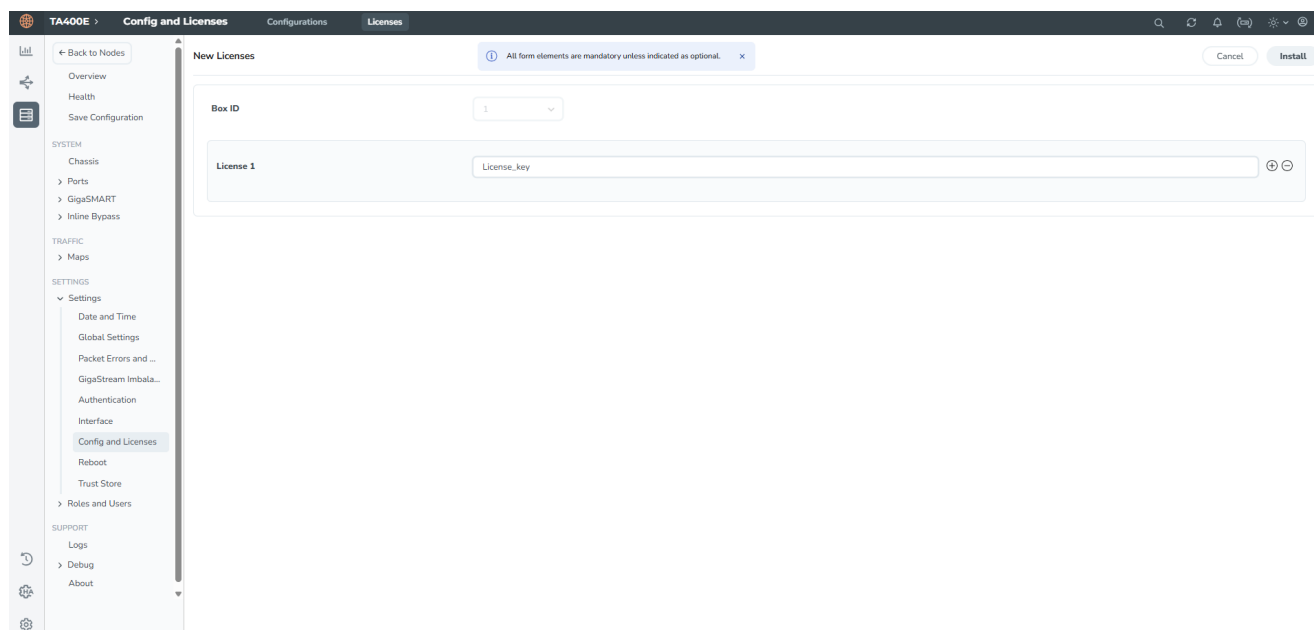 TA400E > Config and Licenses Configurations Licenses
← Back to Nodes
Overview
Health
Save Configuration
SYSTEM
Chassis
Ports
GigaSMART
Inline Bypass
TRAFFIC
Maps
SETTINGS
Settings
Date and Time
Global Settings
Packet Errors and ...
GigaStream Imbala...
Authentication
Interface
Config and Licenses
Reboot
Trust Store
Roles and Users
SUPPORT
Logs
Debug
About
HA
New Licenses
All form elements are mandatory unless indicated as optional. ×
Cancel Install
Box ID 1
License 1 License_key